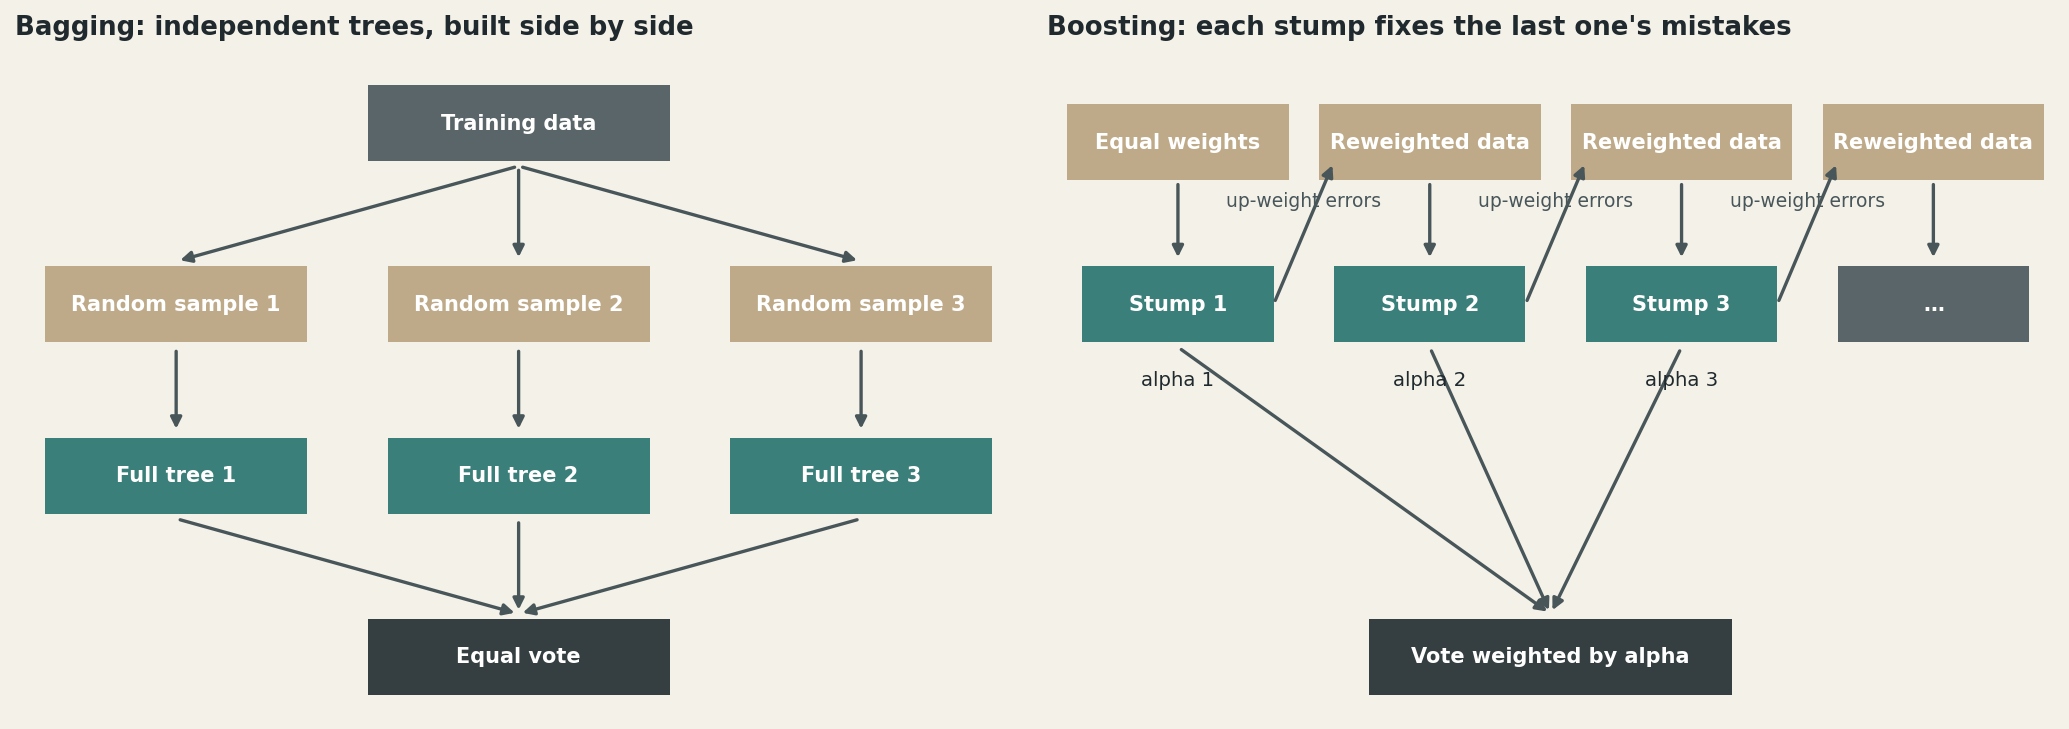 Bagging: independent trees, built side by side
Training data
Random sample 1
Random sample 2
Random sample 3
Full tree 1
Full tree 2
Full tree 3
Equal vote
Boosting: each stump fixes the last one's mistakes
Equal weights
Reweighted data
Reweighted data
Reweighted data
up-weight errors
up-weight errors
up-weight errors
Stump 1
Stump 2
Stump 3
...
alpha 1
alpha 2
alpha 3
Vote weighted by alpha